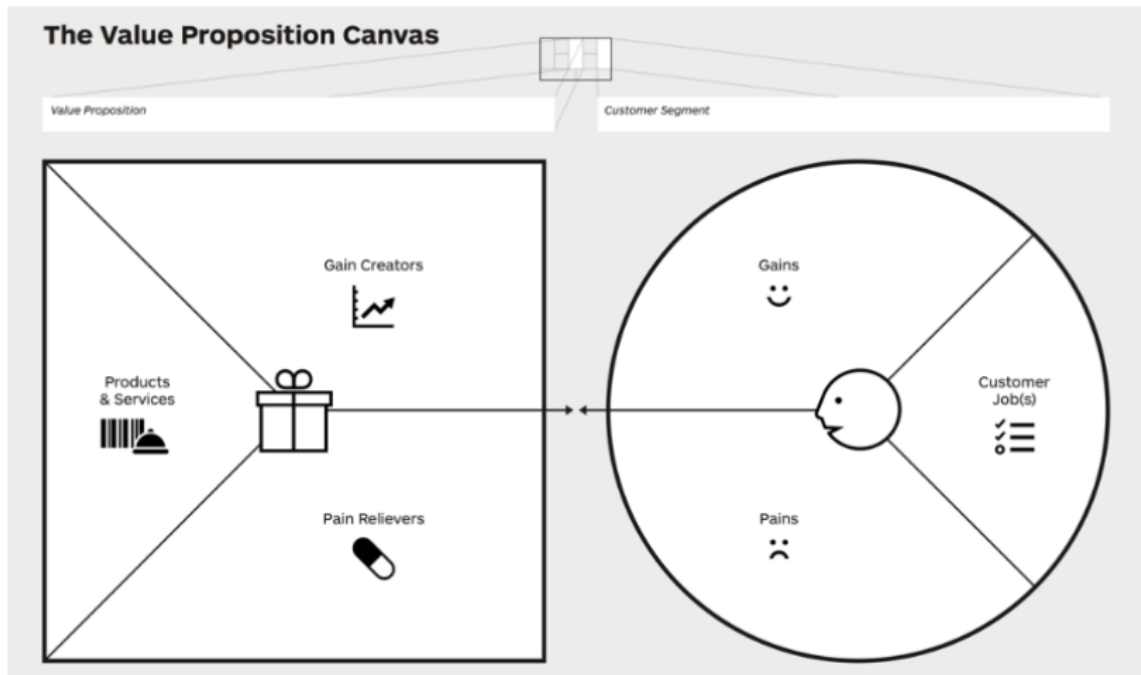 The Value Proposition Canvas
Value Proposition
Customer Segment
Gain Creators
Gains
Products
& Services
Customer
Job(s)
Pain Relievers
Pains